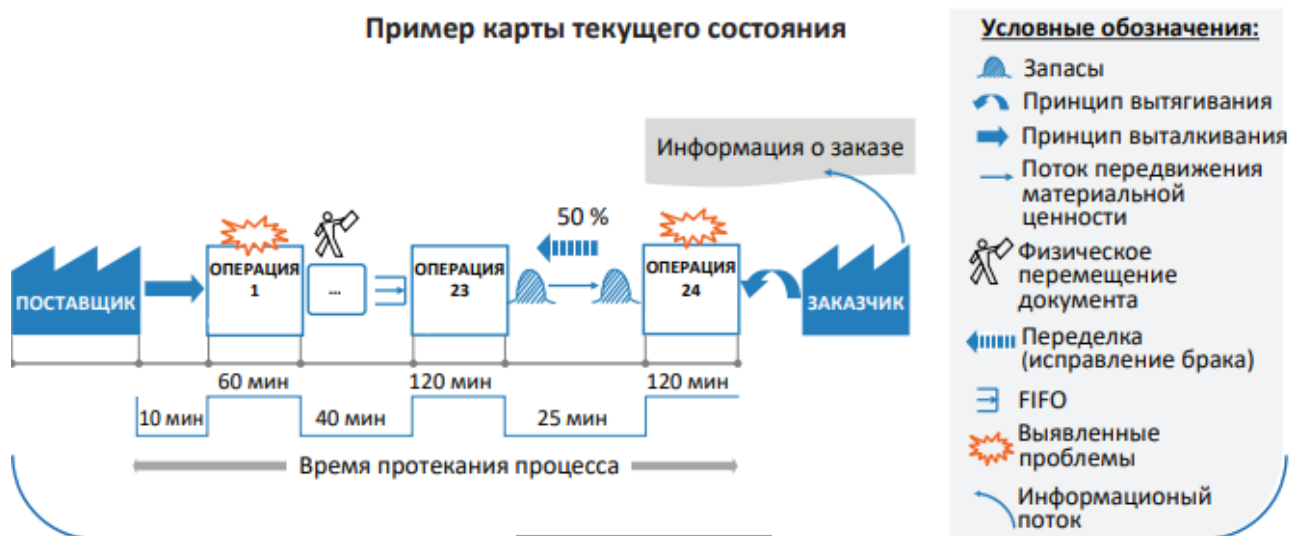 Пример карты текущего состояния
Информация о заказе
50 %
ПОСТАВЩИК
ОПЕРАЦИЯ
1
...
ОПЕРАЦИЯ
23
ОПЕРАЦИЯ
24
ЗАКАЗЧИК
60 мин
120 мин
120 мин
10 мин
40 мин
25 мин
Время протекания процесса
Условные обозначения:
Запасы
Принцип вытягивания
Принцип выталкивания
Поток передвижения
материальной
ценности
Физическое
перемещение
документа
Переделка
(исправление брака)
FIFO
Выявленные
проблемы
Информационый
поток